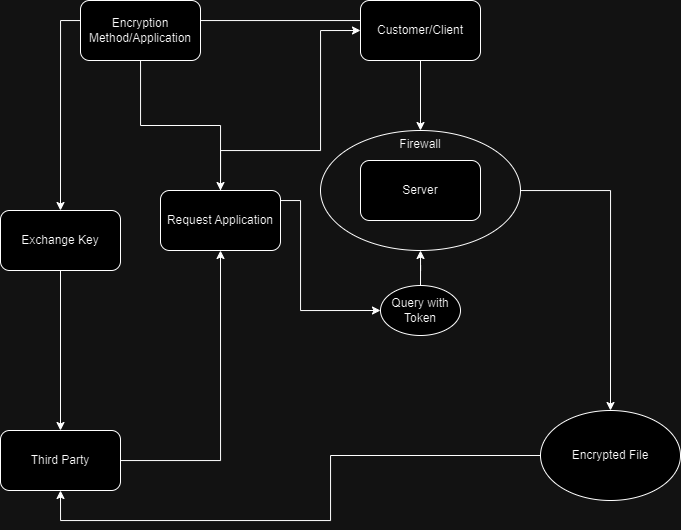 Encryption
Method/Application
Customer/Client
Firewall
Server
Request Application
Exchange Key
Query with
Token
Third Party
Encrypted File